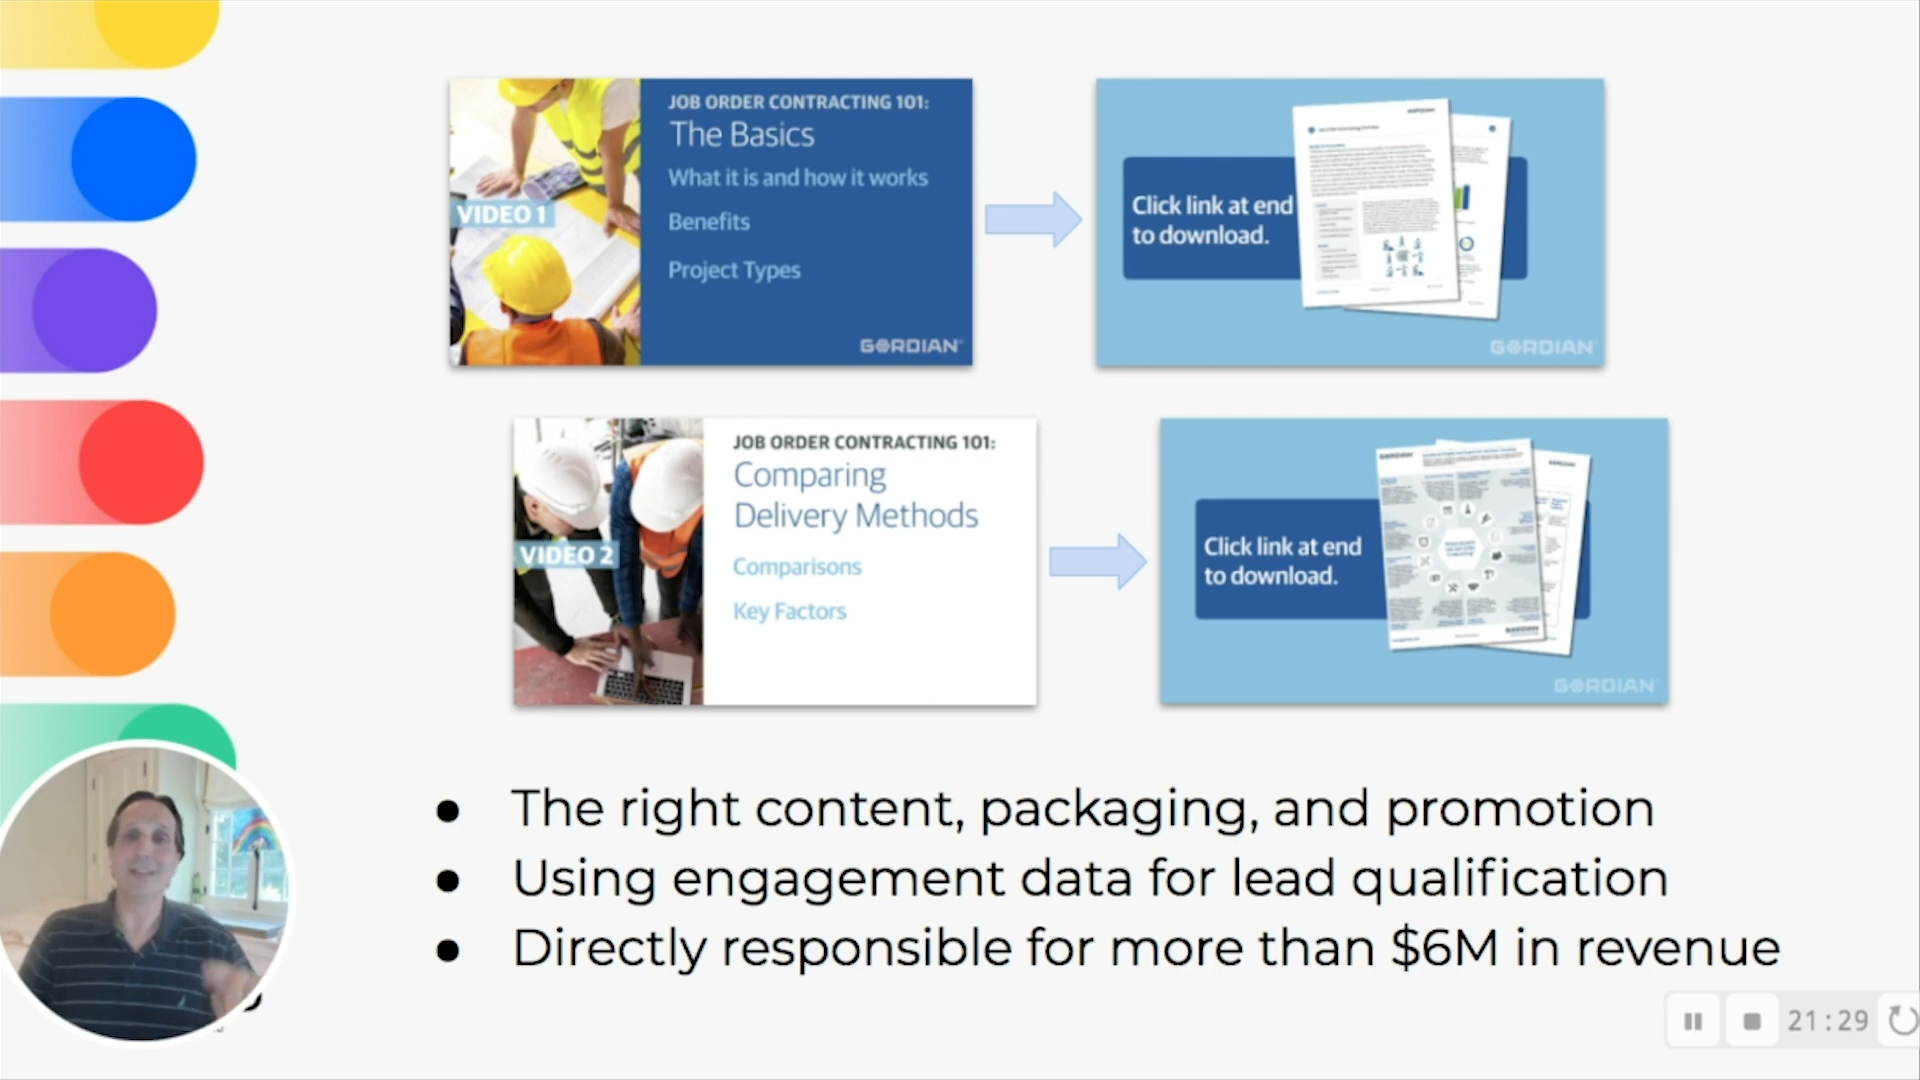 JOB ORDER CONTRACTING 101:
The Basics
What it is and how it works
VIDEO 1
Benefits
Project Types
GORDIAN
Click link at end
to download.
GORDIAN
JOB ORDER CONTRACTING 101:
Comparing
Delivery Methods
VIDEO 2
Comparisons
Key Factors
Click link at end
to download.
GORDIAN
● The right content, packaging, and promotion
● Using engagement data for lead qualification
● Directly responsible for more than $6M in revenue
21:29